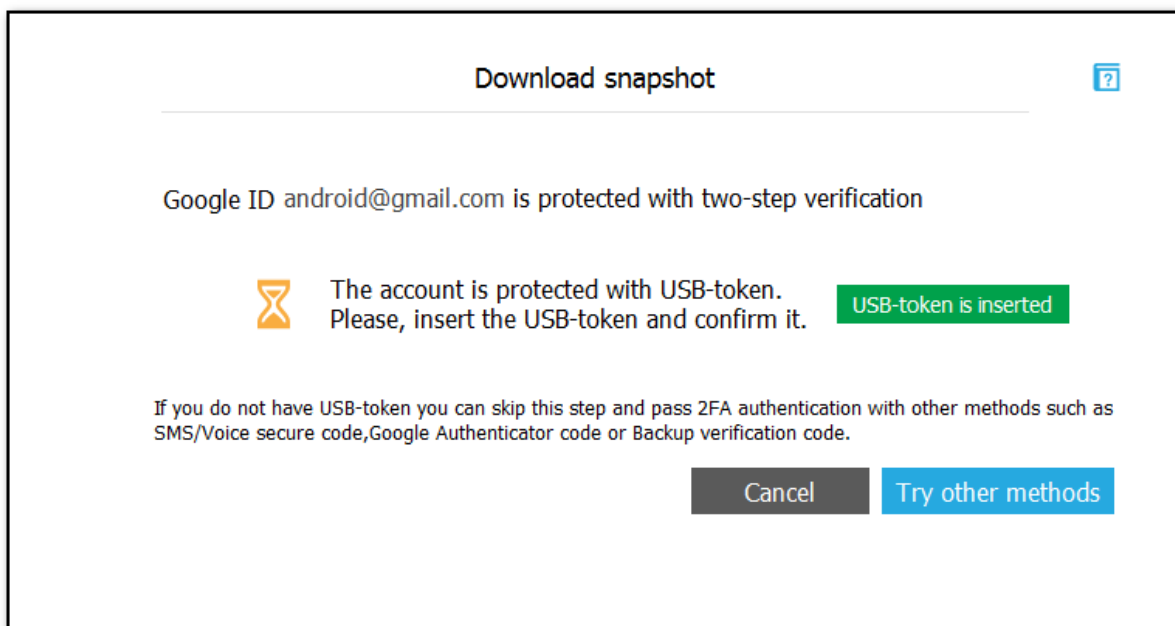 Download snapshot
?
Google ID android@gmail.com is protected with two-step verification
The account is protected with USB-token.
Please, insert the USB-token and confirm it.
USB-token is inserted
If you do not have USB-token you can skip this step and pass 2FA authentication with other methods such as
SMS/Voice secure code,Google Authenticator code or Backup verification code.
Cancel
Try other methods